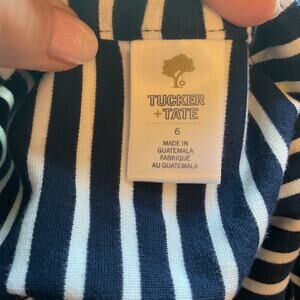 TUCKER
+TATE
6
MADE IN
GUATEMALA
FABRIQUÉ
AU GUATEMALA